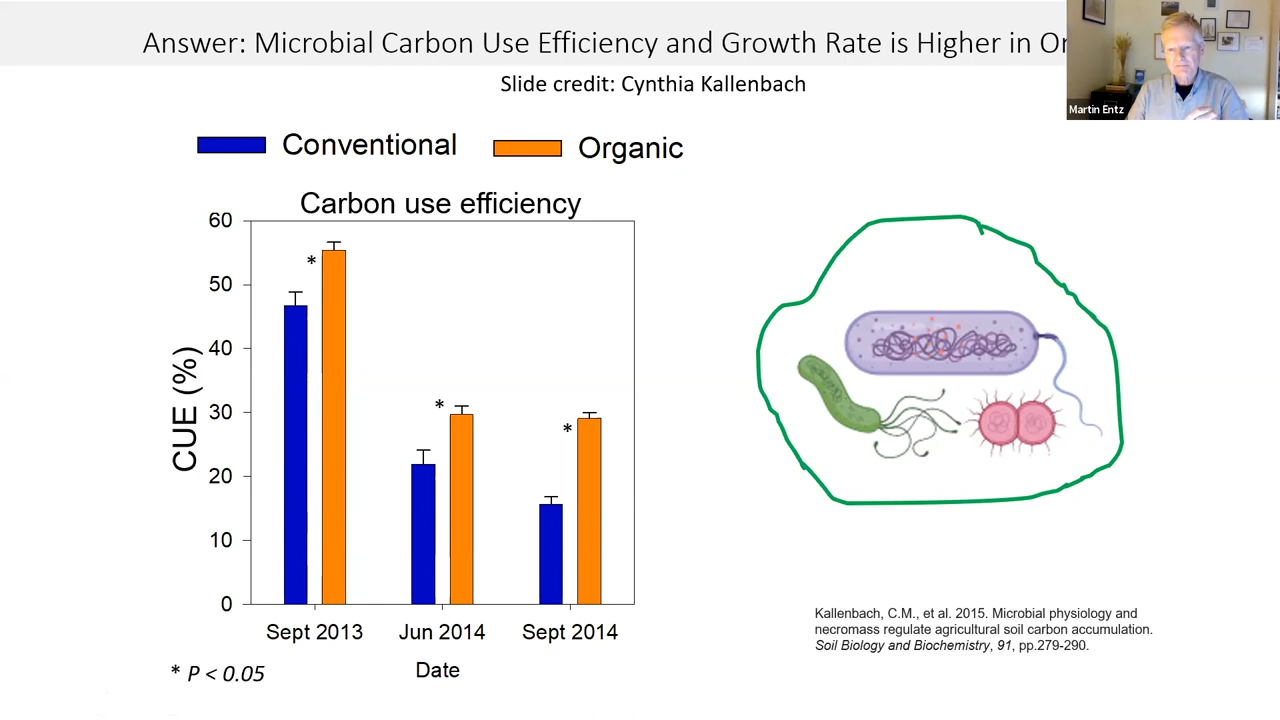 Answer: Microbial Carbon Use Efficiency and Growth Rate is Higher in
Martin Entz
Slide credit: Cynthia Kallenbach
Conventional
Organic
Carbon use efficiency
60
50
40
30
20
10
0
CUE (%)
*
*
*
Sept 2013
Jun 2014
Sept 2014
Date
* P < 0.05
Kallenbach, C.M., et al. 2015. Microbial physiology and
necromass regulate agricultural soil carbon accumulation.
Soil Biology and Biochemistry, 91, pp.279-290.